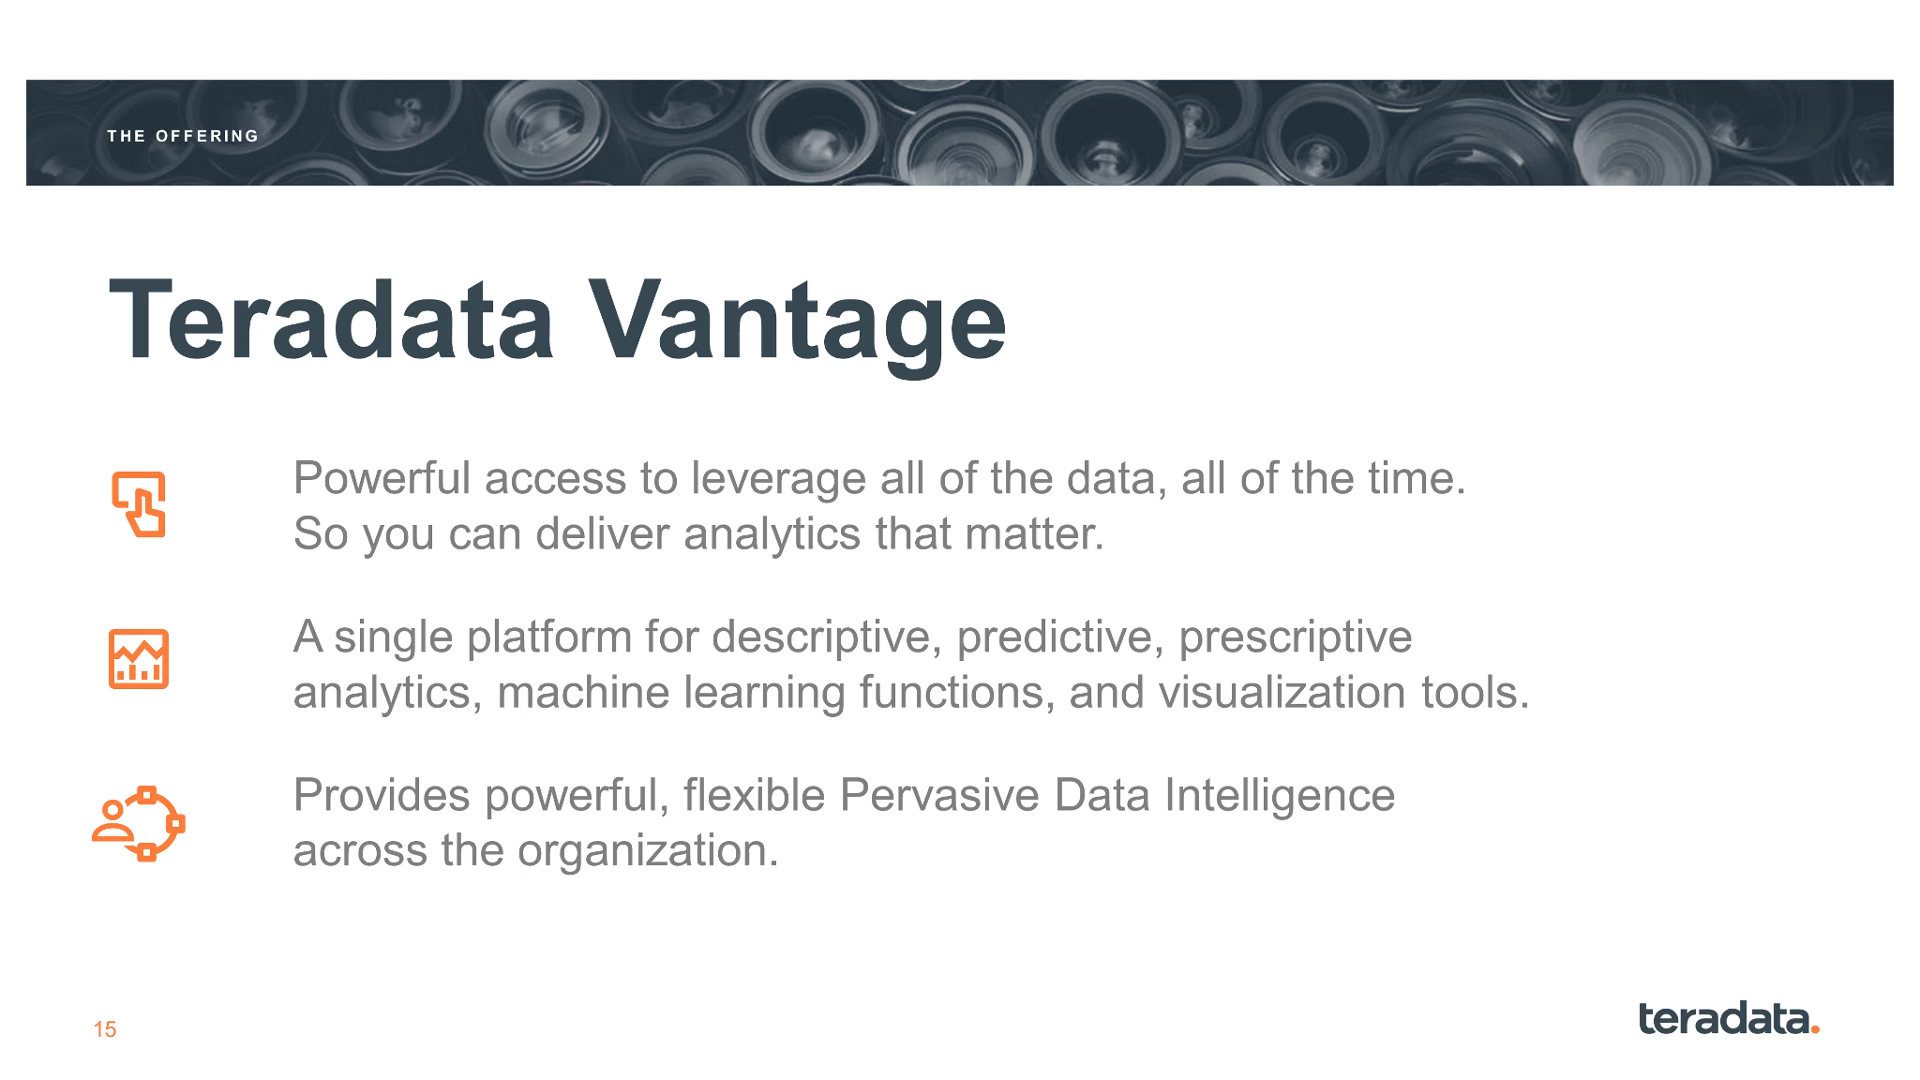 THE OFFERING
Teradata Vantage
Powerful access to leverage all of the data, all of the time.
So you can deliver analytics that matter.
A single platform for descriptive, predictive, prescriptive
analytics, machine learning functions, and visualization tools.
Provides powerful, flexible Pervasive Data Intelligence
across the organization.
15
teradata.